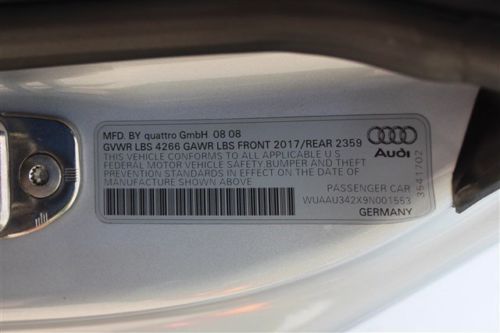 MFD. BY quattro GmbH 08 08
GVWR LBS 4266 GAWR LBS FRONT 2017/REAR 2359
THIS VEHICLE CONFORMS TO ALL APPLICABLE U S
FEDERAL MOTOR VEHICLE SAFETY BUMPER AND THEFT
PREVENTION STANDARDS IN EFFECT ON THE DATE
OF MANUFACTURE SHOWN ABOVE
Audi
3541702
PASSENGER CAR
WUAAU342X9N001553
GERMANY